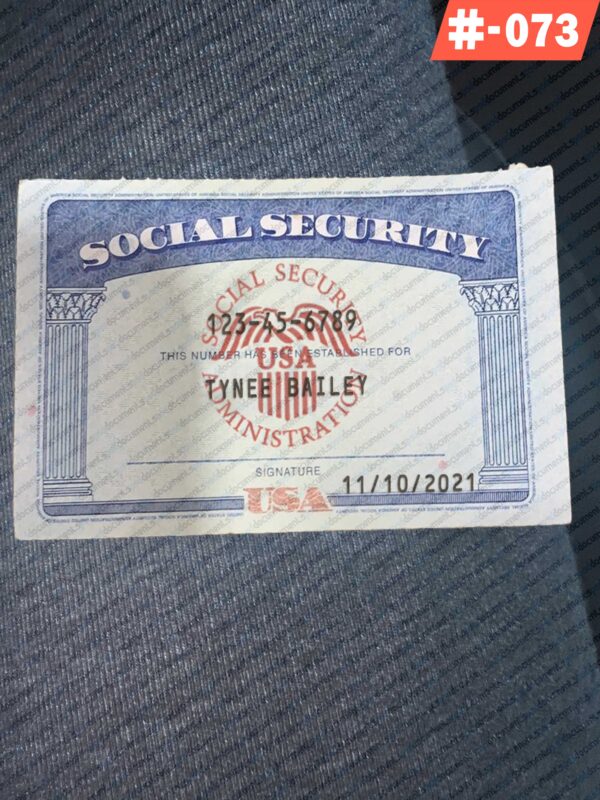 #-073
SOCIAL SECURITY
SOCIAL SECURITY
123-45-6789
THIS NUMBER HAS BEEN ESTABLISHED FOR
USA
TYNEE BAILEY
ADMINISTRATION
SIGNATURE
11/10/2021
USA